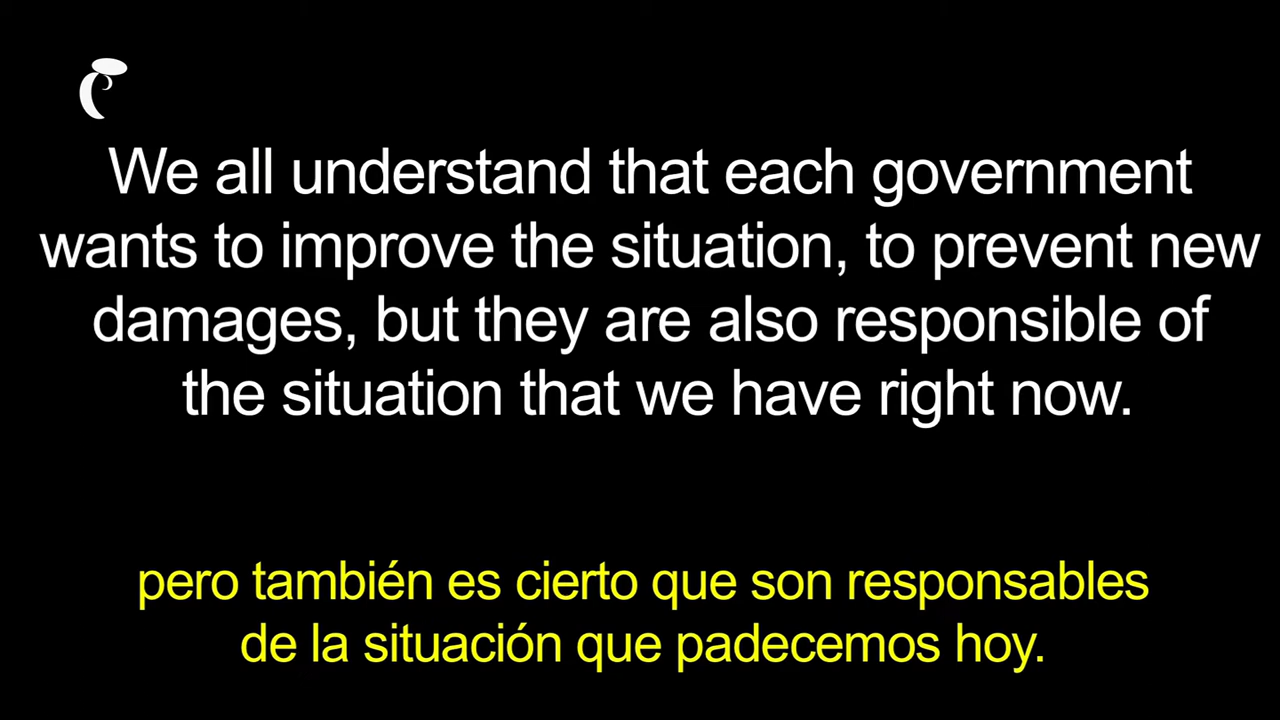 We all understand that each government
wants to improve the situation, to prevent new
damages, but they are also responsible of
the situation that we have right now.
pero también es cierto que son responsables
de la situación que padecemos hoy.